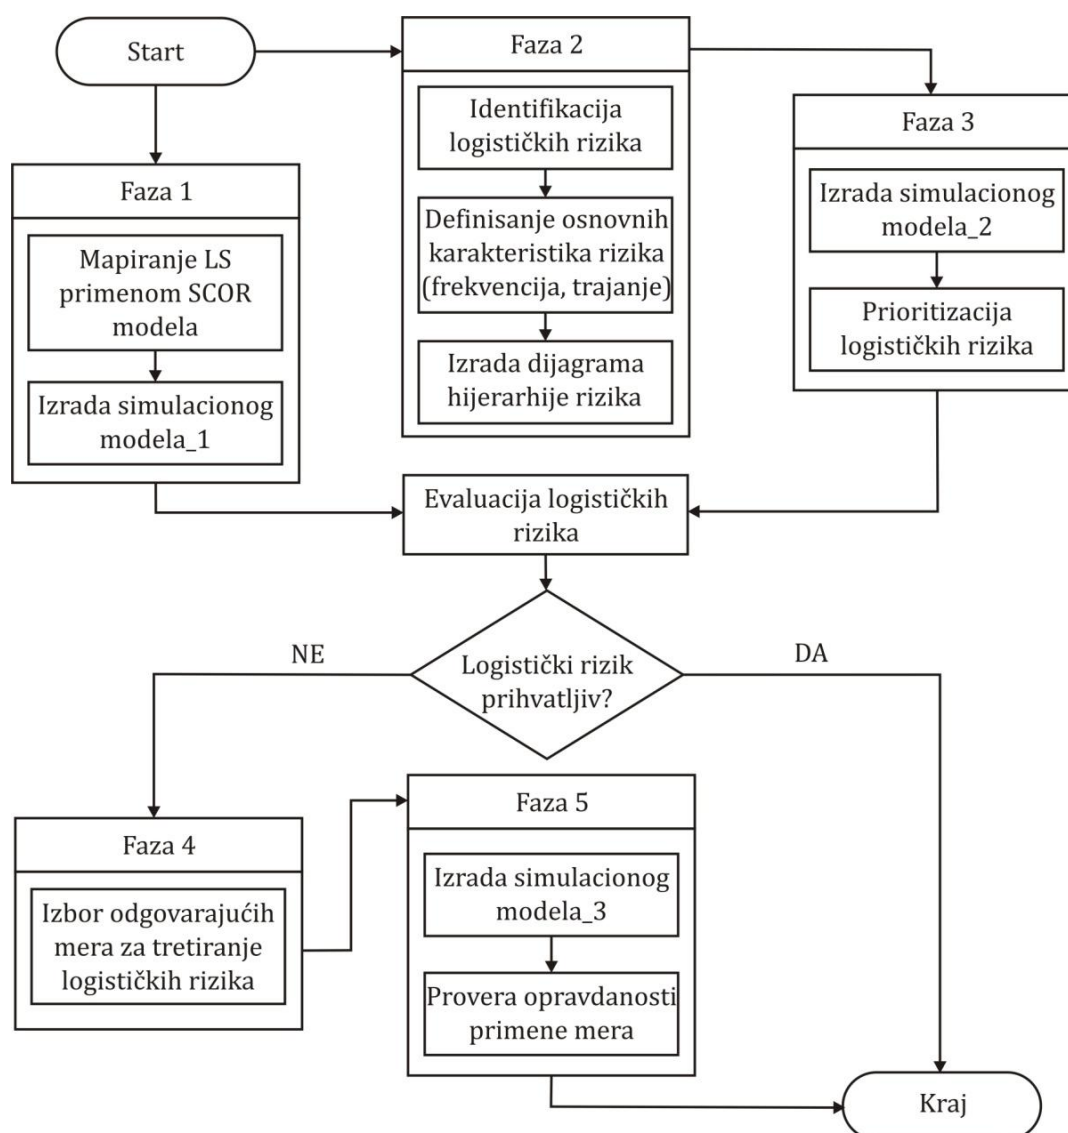 Start
Faza 1
Mapiranje LS
primenom SCOR
modela
Izrada simulacionog
modela_1
Faza 2
Identifikacija
logističkih rizika
Definisanje osnovnih
karakteristika rizika
(frekvencija, trajanje)
Izrada dijagrama
hijerarhije rizika
Faza 3
Izrada simulacionog
modela_2
Prioritizacija
logističkih rizika
Evaluacija logističkih
rizika
Logistički rizik
prihvatljiv?
NE
DA
Faza 4
Izbor odgovarajućih
mera za tretiranje
logističkih rizika
Faza 5
Izrada simulacionog
modela_3
Provera opravdanosti
primene mera
Kraj